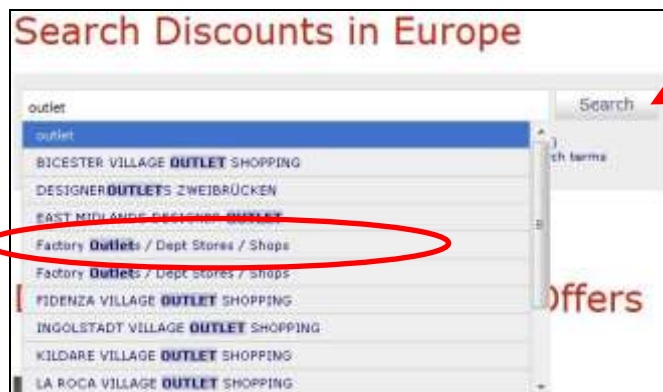 Search Discounts in Europe
outlet
Search
outlet
ch terms
BICESTER VILLAGE OUTLET SHOPPING
DESIGNEROUTLETS ZWEIBRÜCKEN
EAST MIDLANDS DESIGNER OUTLET
Factory Outlets / Dept Stores / Shops
Factory Outlets / Dept Stores / Shops
FIDENZA VILLAGE OUTLET SHOPPING
Offers
INGOLSTADT VILLAGE OUTLET SHOPPING
KILDARE VILLAGE OUTLET SHOPPING
LA ROCA VILLAGE OUTLET SHOPPING